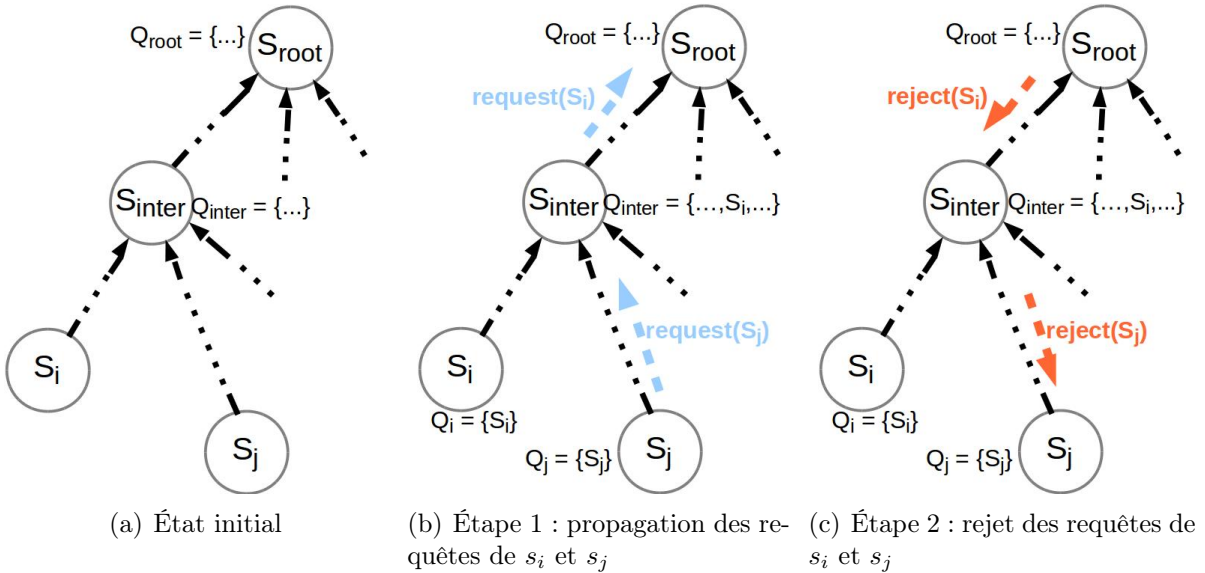 Qroot = {...}
Sroot
Sinter
Qinter = {...}
Si
Sj
(a) État initial
Qroot = {...}
Sroot
request(Si)
Sinter
Qinter = {...,Si,...}
request(Sj)
Si
Qi = {Si}
Qj = {Sj}
Sj
(b) Étape 1 : propagation des re-
quêtes de si et sj
Qroot = {...}
Sroot
reject(Si)
Sinter
Qinter = {...,Si,...}
reject(Sj)
Si
Qi = {Si}
Qj = {Sj}
Sj
(c) Étape 2 : rejet des requêtes de
si et sj